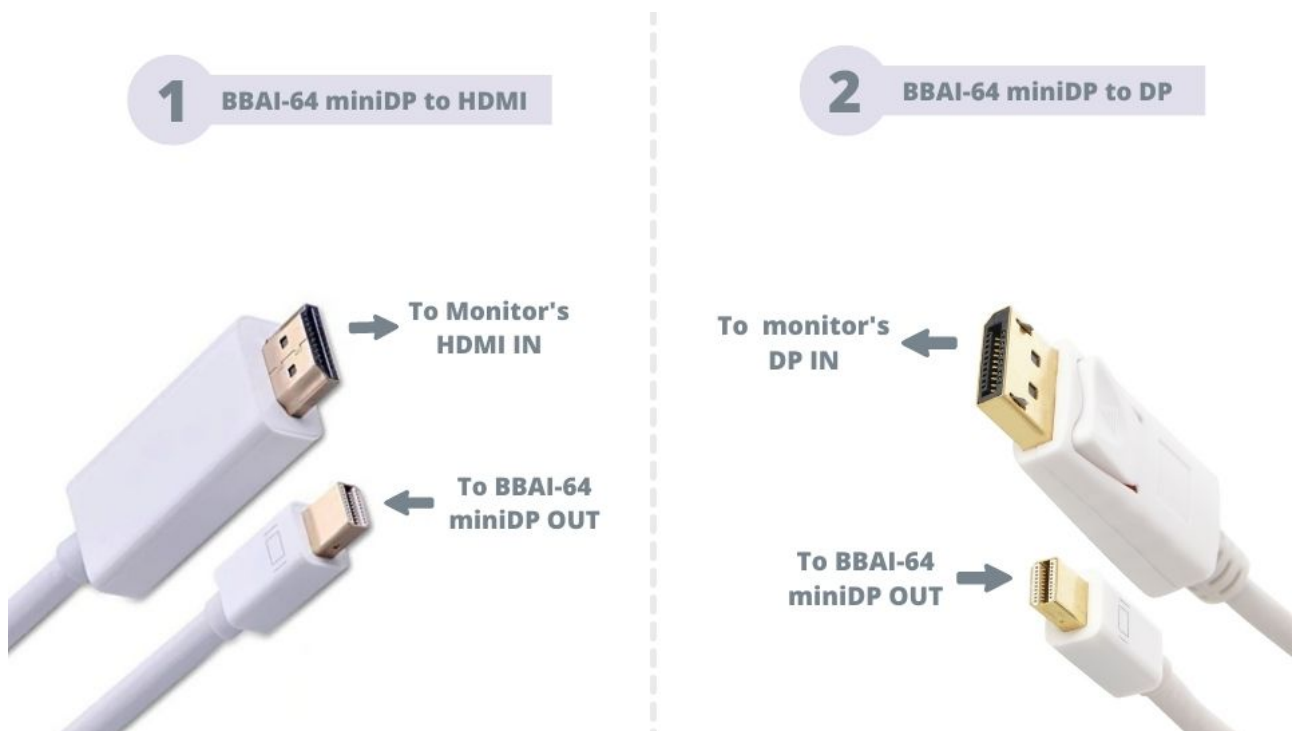 1
BBAI-64 miniDP to HDMI
To Monitor's
HDMI IN
To BBAI-64
miniDP OUT
2
BBAI-64 miniDP to DP
To monitor's
DP IN
To BBAI-64
miniDP OUT